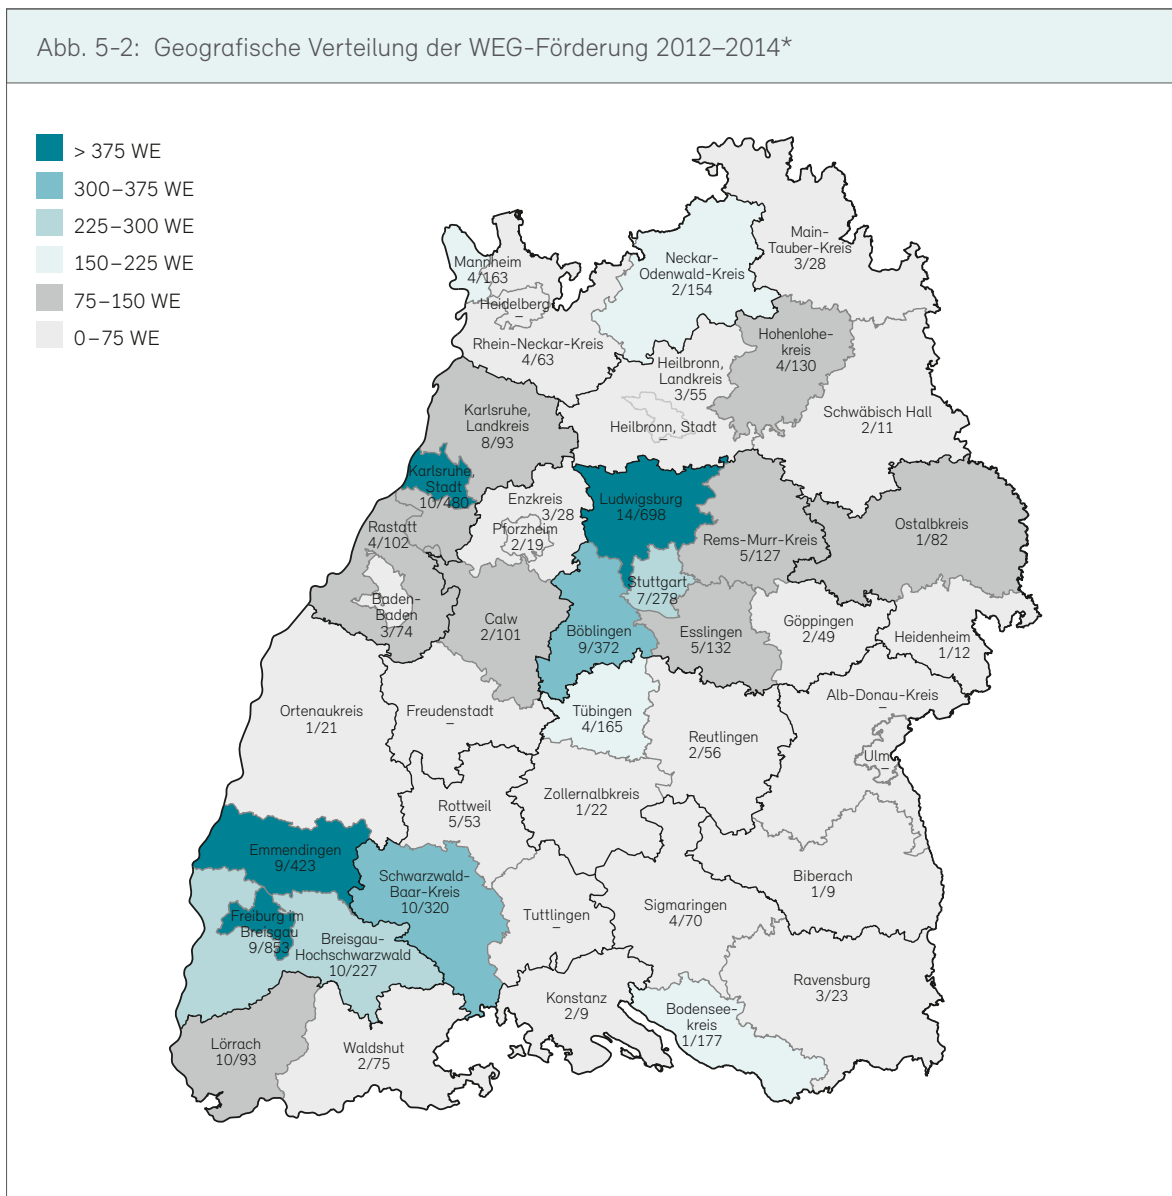 Abb. 5-2: Geografische Verteilung der WEG-Förderung 2012–2014*
> 375 WE
300–375 WE
225–300 WE
150–225 WE
75–150 WE
0–75 WE
Main-
Tauber-Kreis
3/28
Neckar-
Odenwald-Kreis
2/154
Mannheim
4/163
Heidelberg
–
Rhein-Neckar-Kreis
4/63
Hohenlohe-
kreis
4/130
Heilbronn,
Landkreis
3/55
Heilbronn, Stadt
–
Schwäbisch Hall
2/11
Karlsruhe,
Landkreis
8/93
Karlsruhe,
Stadt
10/480
Enzkreis
3/28
Pforzheim
2/19
Ludwigsburg
14/698
Rems-Murr-Kreis
5/127
Ostalbkreis
1/82
Rastatt
4/102
Baden-
Baden
3/74
Calw
2/101
Stuttgart
7/278
Böblingen
9/372
Esslingen
5/132
Göppingen
2/49
Heidenheim
1/12
Alb-Donau-Kreis
–
Ulm
–
Ortenaukreis
1/21
Freudenstadt
–
Tübingen
4/165
Reutlingen
2/56
Zollernalbkreis
1/22
Rottweil
5/53
Emmendingen
9/423
Schwarzwald-
Baar-Kreis
10/320
Tuttlingen
–
Sigmaringen
4/70
Biberach
1/9
Freiburg im
Breisgau
9/853
Breisgau-
Hochschwarzwald
10/227
Konstanz
2/9
Bodensee-
kreis
1/177
Ravensburg
3/23
Lörrach
10/93
Waldshut
2/75